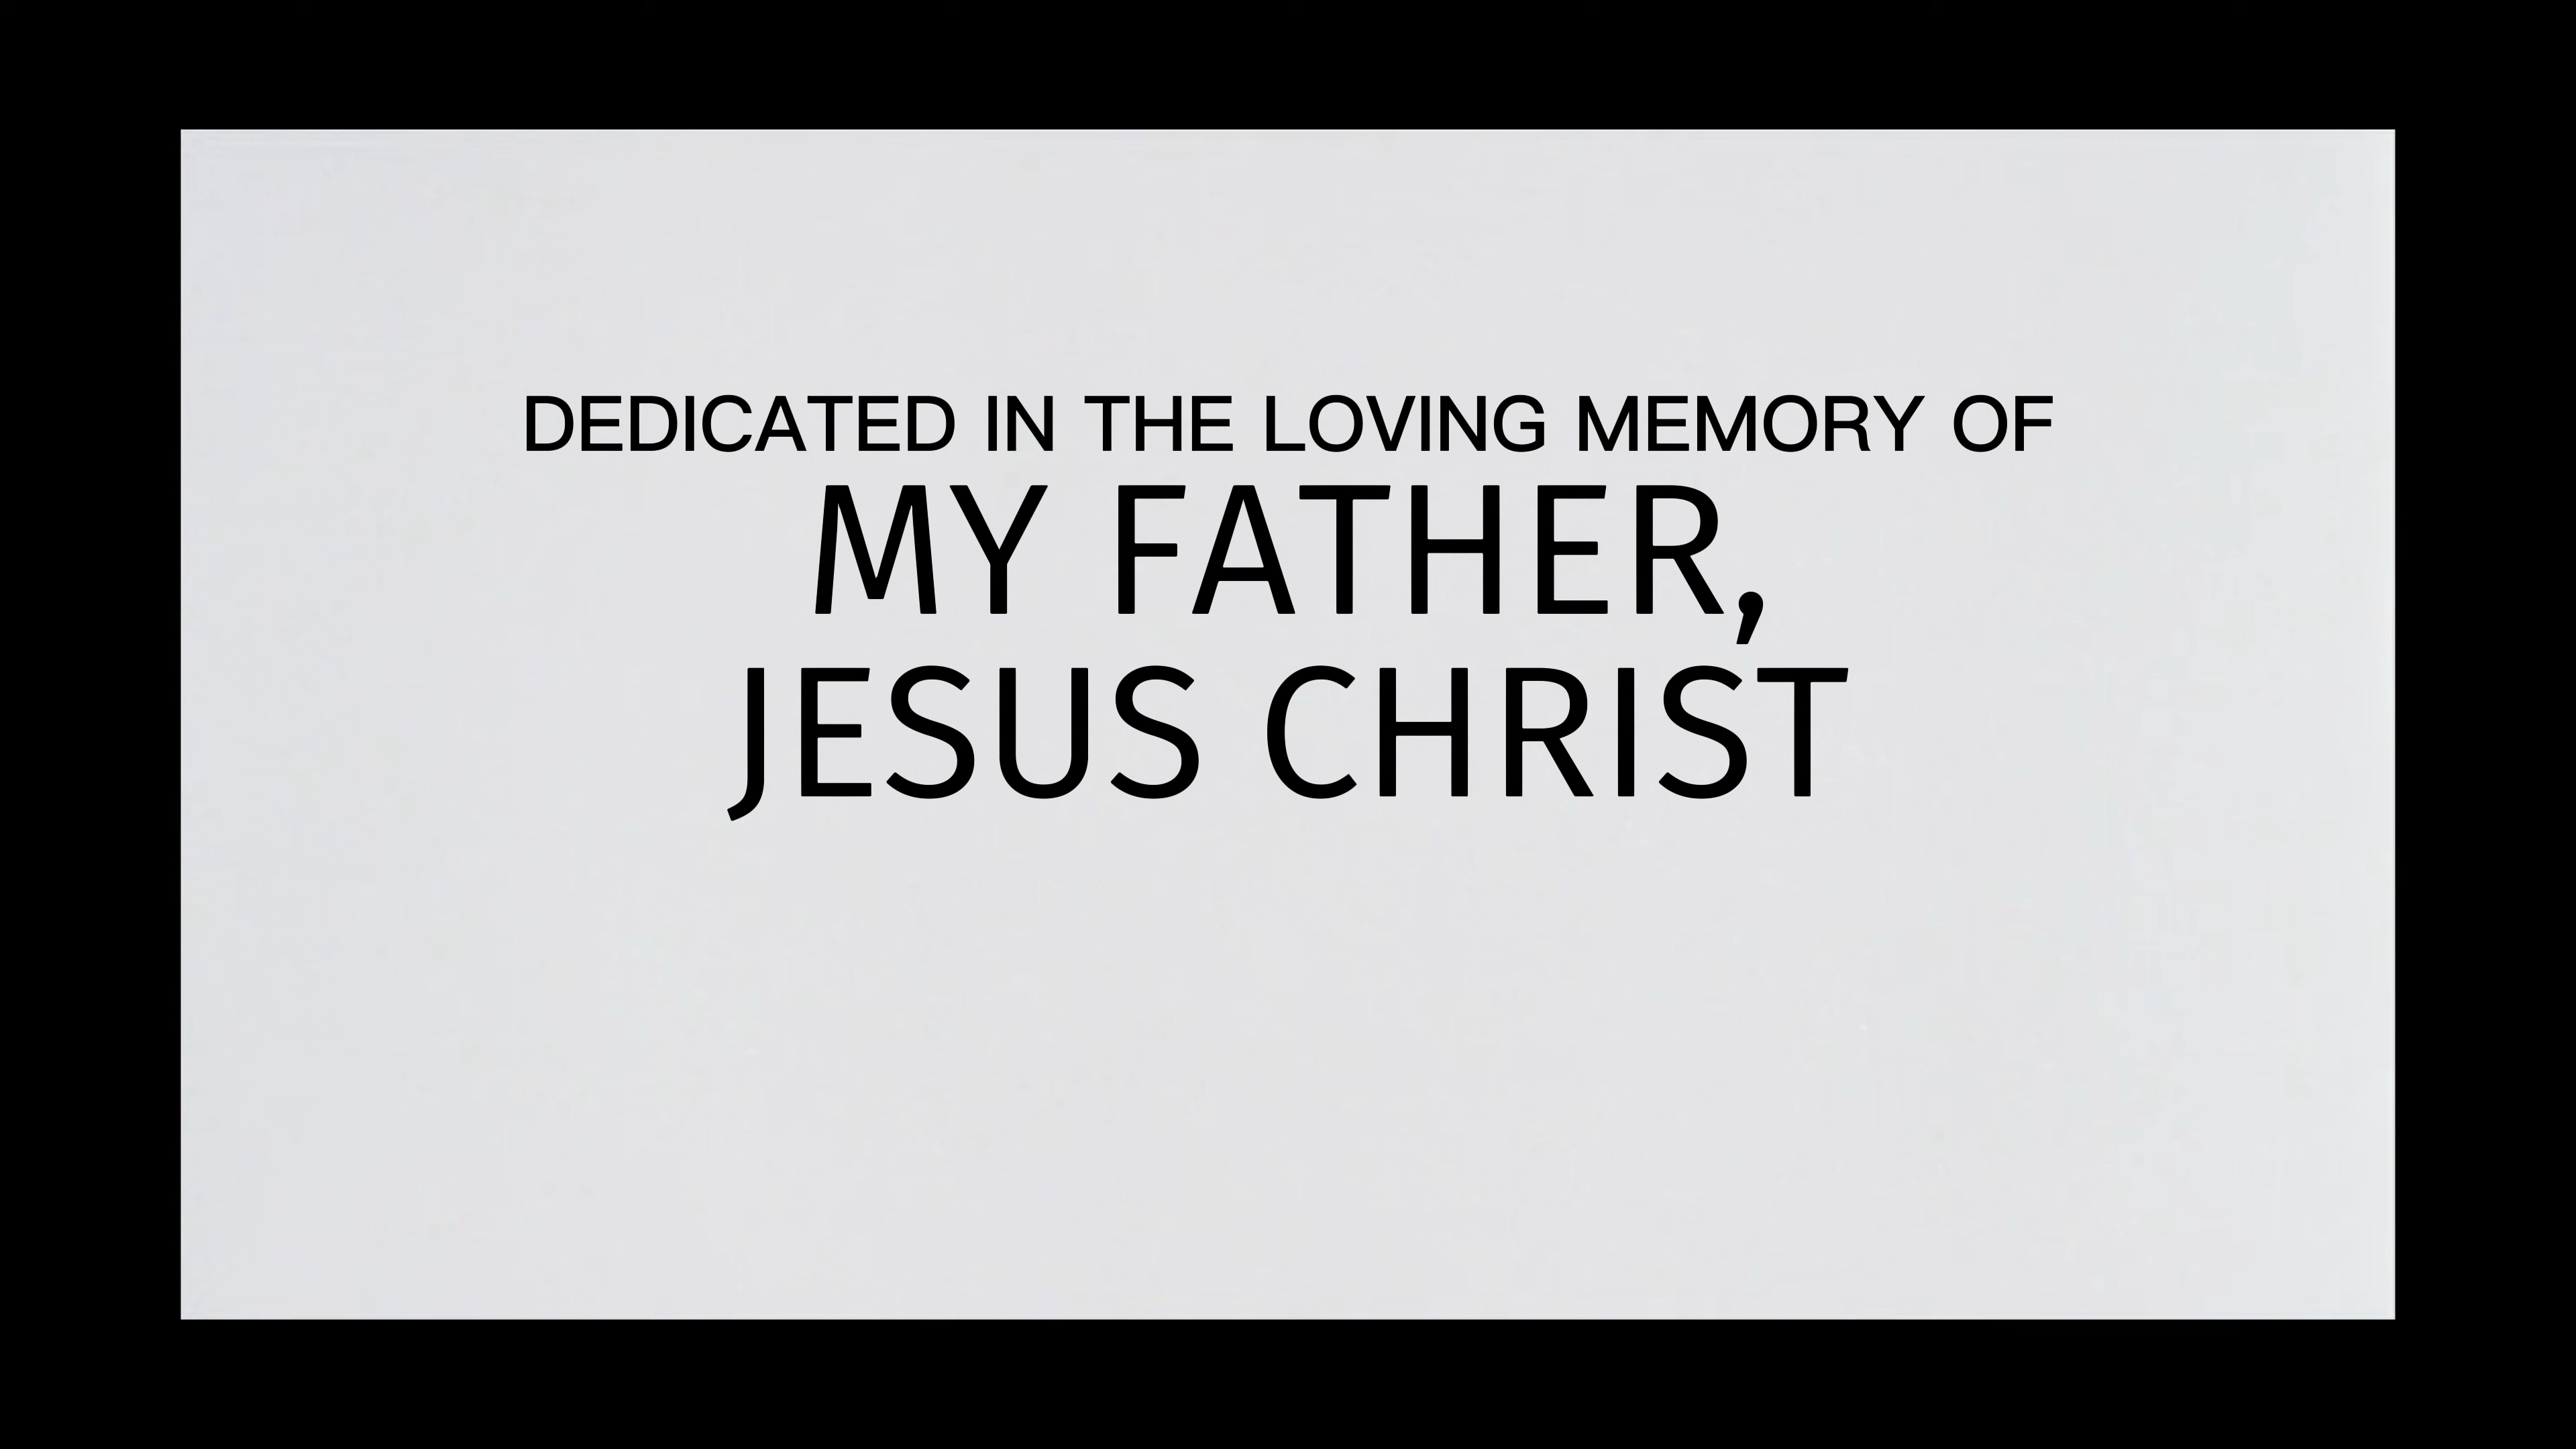 DEDICATED IN THE LOVING MEMORY OF
MY FATHER,
JESUS CHRIST